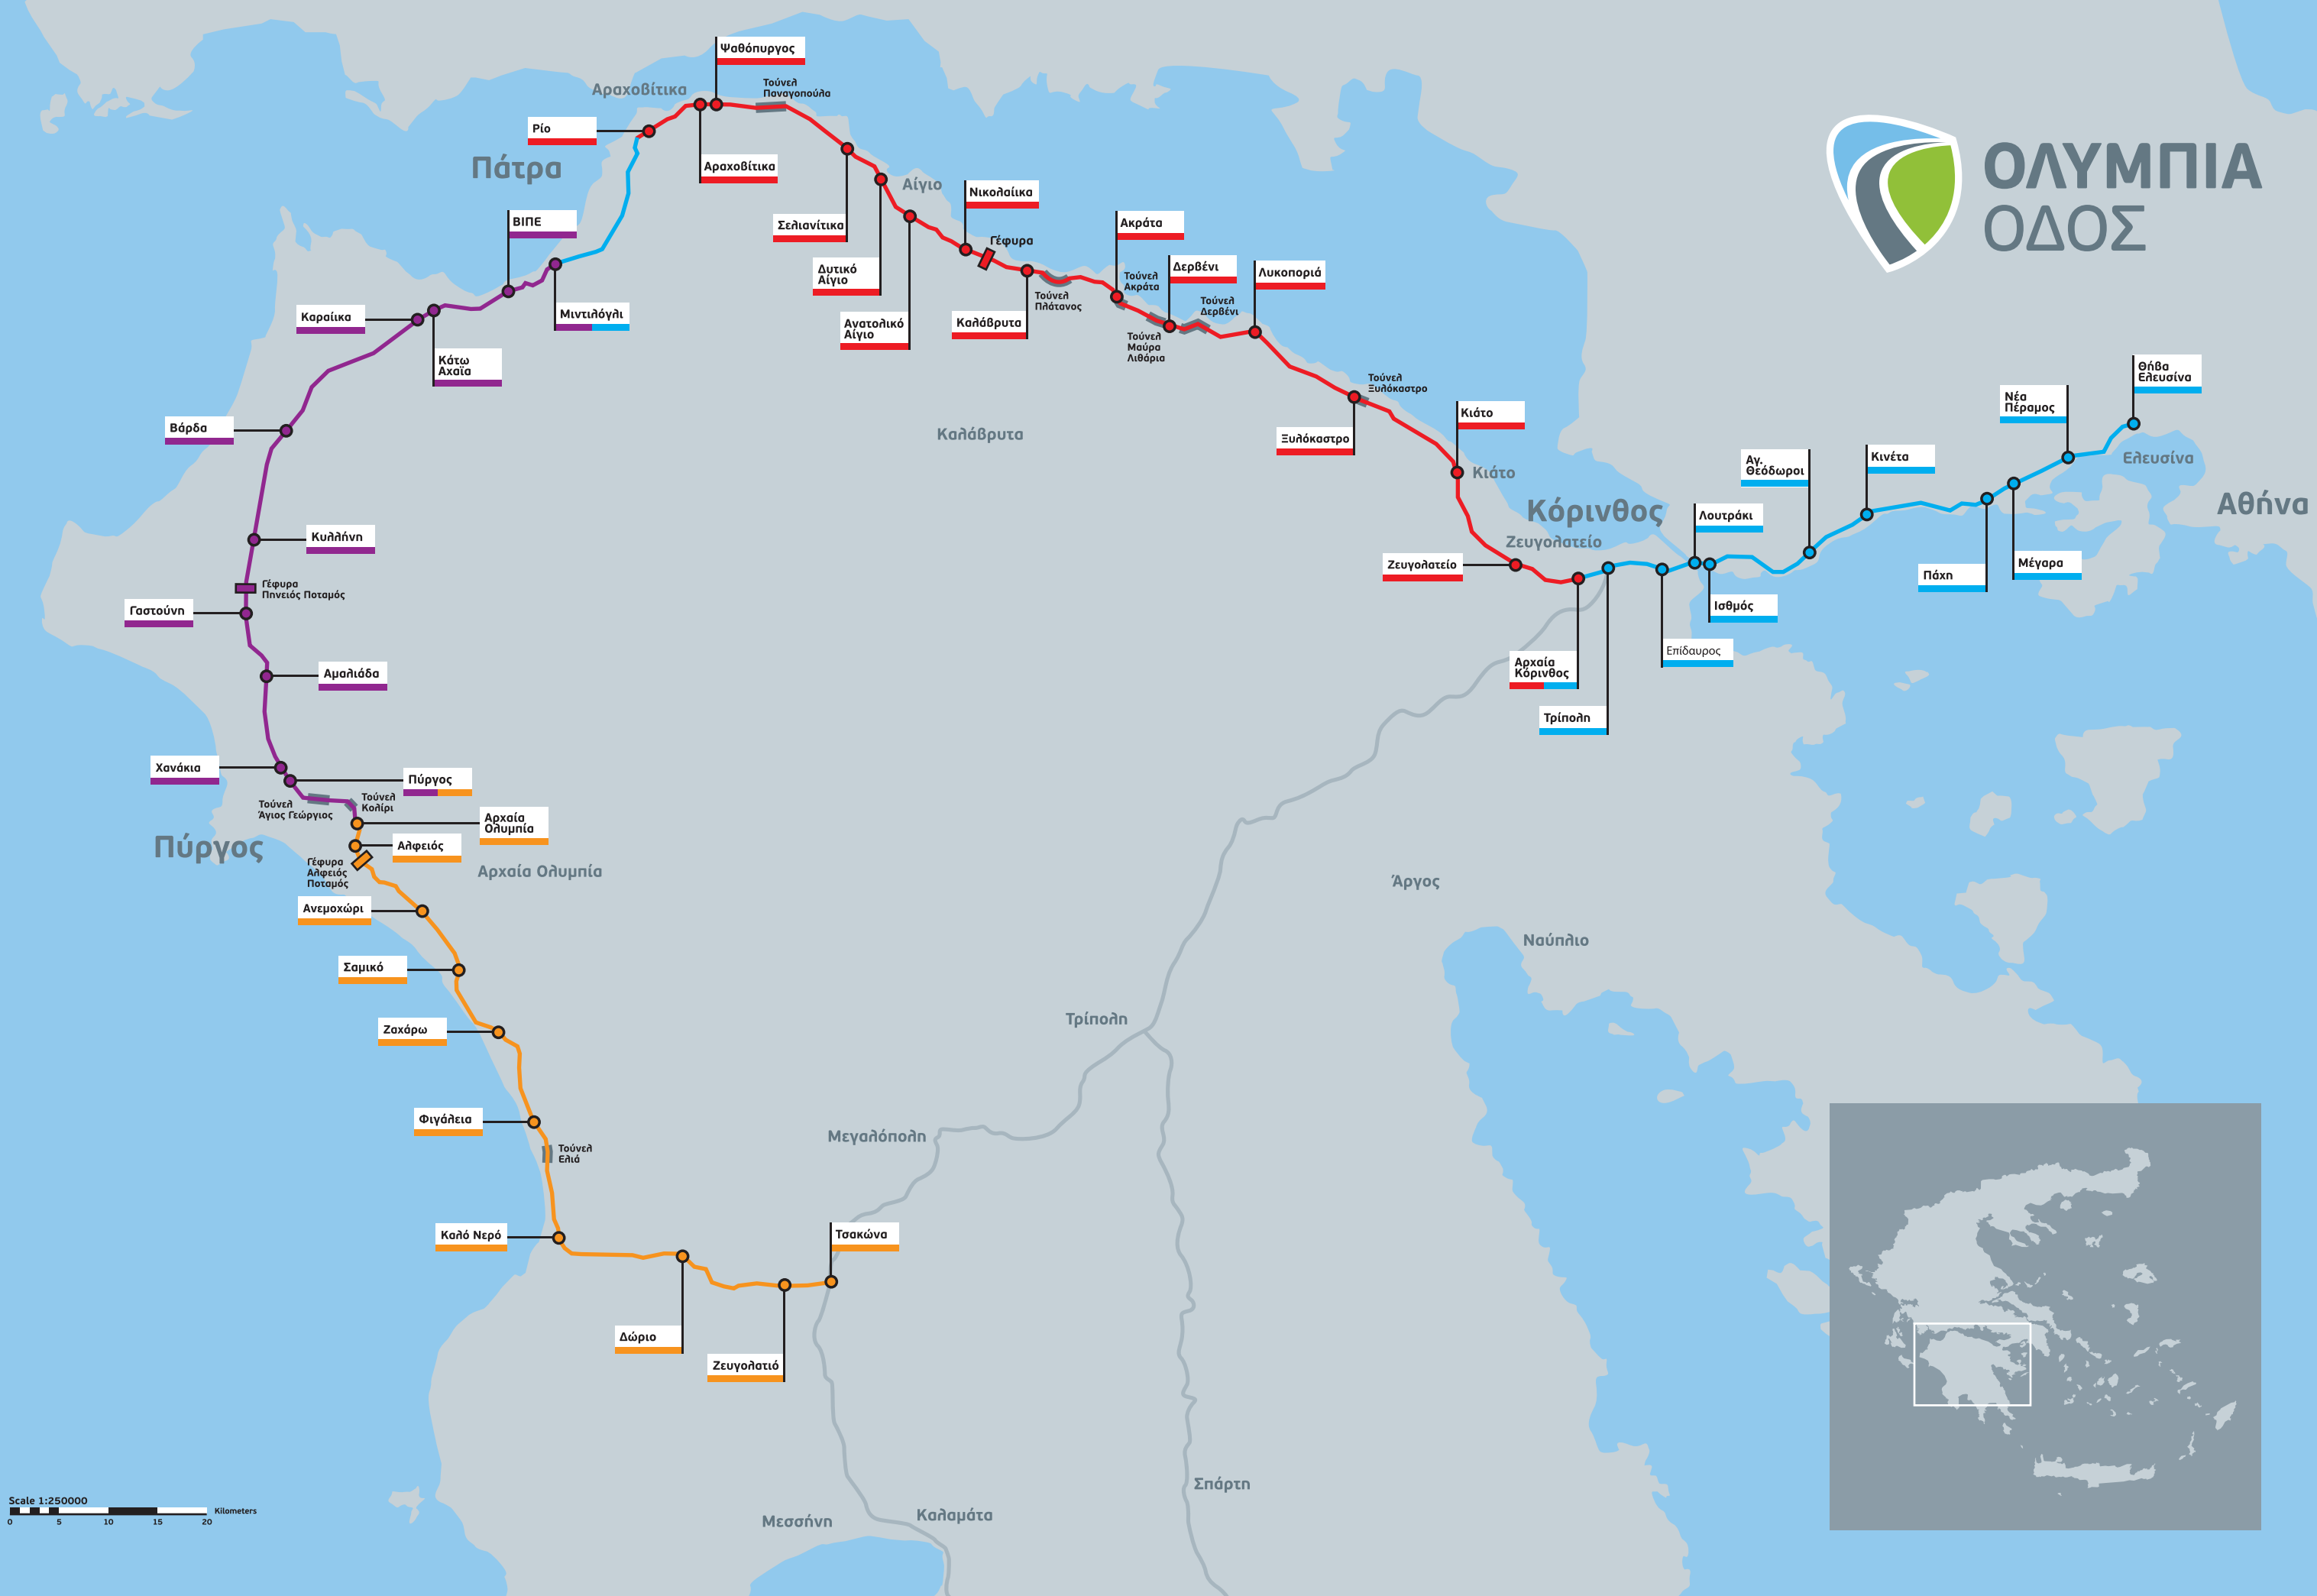 Ψαθόπυργος
Τούνελ
Παναγοπούλα
Αραχοβίτικα
Ρίο
Πάτρα
Αραχοβίτικα
ΟΛΥΜΠΙΑ
ΟΔΟΣ
Αίγιο
Νικολαίικα
Σελιανίτικα
ΒΙΠΕ
Ακράτα
Γέφυρα
Δυτικό
Αίγιο
Τούνελ
Ακράτα
Δερβένι
Λυκοποριά
Τούνελ
Πλάτανος
Τούνελ
Δερβένι
Καραίικα
Μιντιλόγλι
Ανατολικό
Αίγιο
Καλάβρυτα
Τούνελ
Μαύρα
Λιθάρια
Κάτω
Αχαΐα
Θήβα
Ελευσίνα
Τούνελ
Ξυλόκαστρο
Νέα
Πέραμος
Βάρδα
Καλάβρυτα
Ξυλόκαστρο
Κιάτο
Κιάτο
Αγ.
Θεόδωροι
Κινέτα
Ελευσίνα
Αθήνα
Κόρινθος
Λουτράκι
Κυλλήνη
Ζευγολατείο
Ζευγολατείο
Πάχη
Μέγαρα
Γέφυρα
Πηνειός Ποταμός
Γαστούνη
Ισθμός
Επίδαυρος
Αρχαία
Κόρινθος
Αμαλιάδα
Τρίπολη
Χανάκια
Πύργος
Τούνελ
Άγιος Γεώργιος
Τούνελ
Κολίρι
Αρχαία
Ολυμπία
Πύργος
Αλφειός
Γέφυρα
Αλφειός
Ποταμός
Αρχαία Ολυμπία
Άργος
Ανεμοχώρι
Ναύπλιο
Σαμικό
Ζαχάρω
Τρίπολη
Φιγάλεια
Μεγαλόπολη
Τούνελ
Ελιά
Καλό Νερό
Τσακώνα
Δώριο
Ζευγολατιό
Σπάρτη
Μεσσήνη
Καλαμάτα
Scale 1:250000
Kilometers
0 5 10 15 20